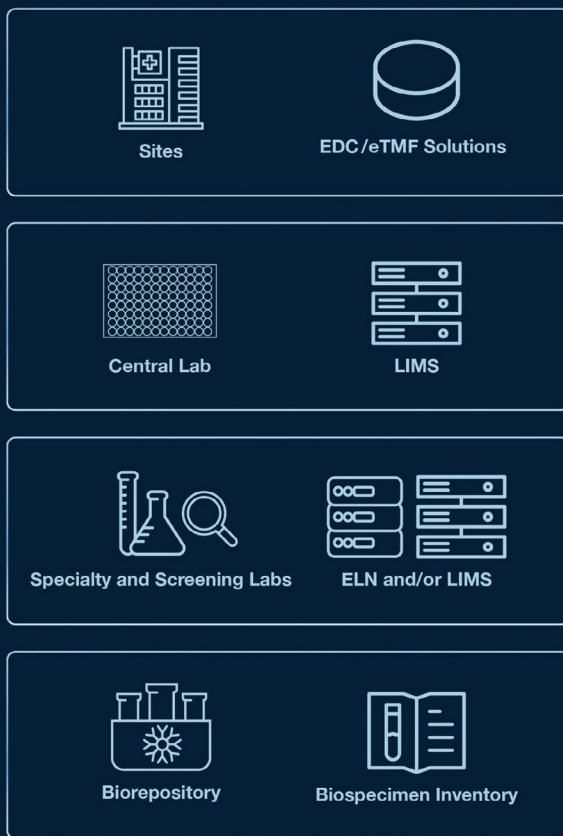 Sites
EDC/eTMF Solutions
Central Lab
LIMS
Specialty and Screening Labs
ELN and/or LIMS
Biorepository
Biospecimen Inventory